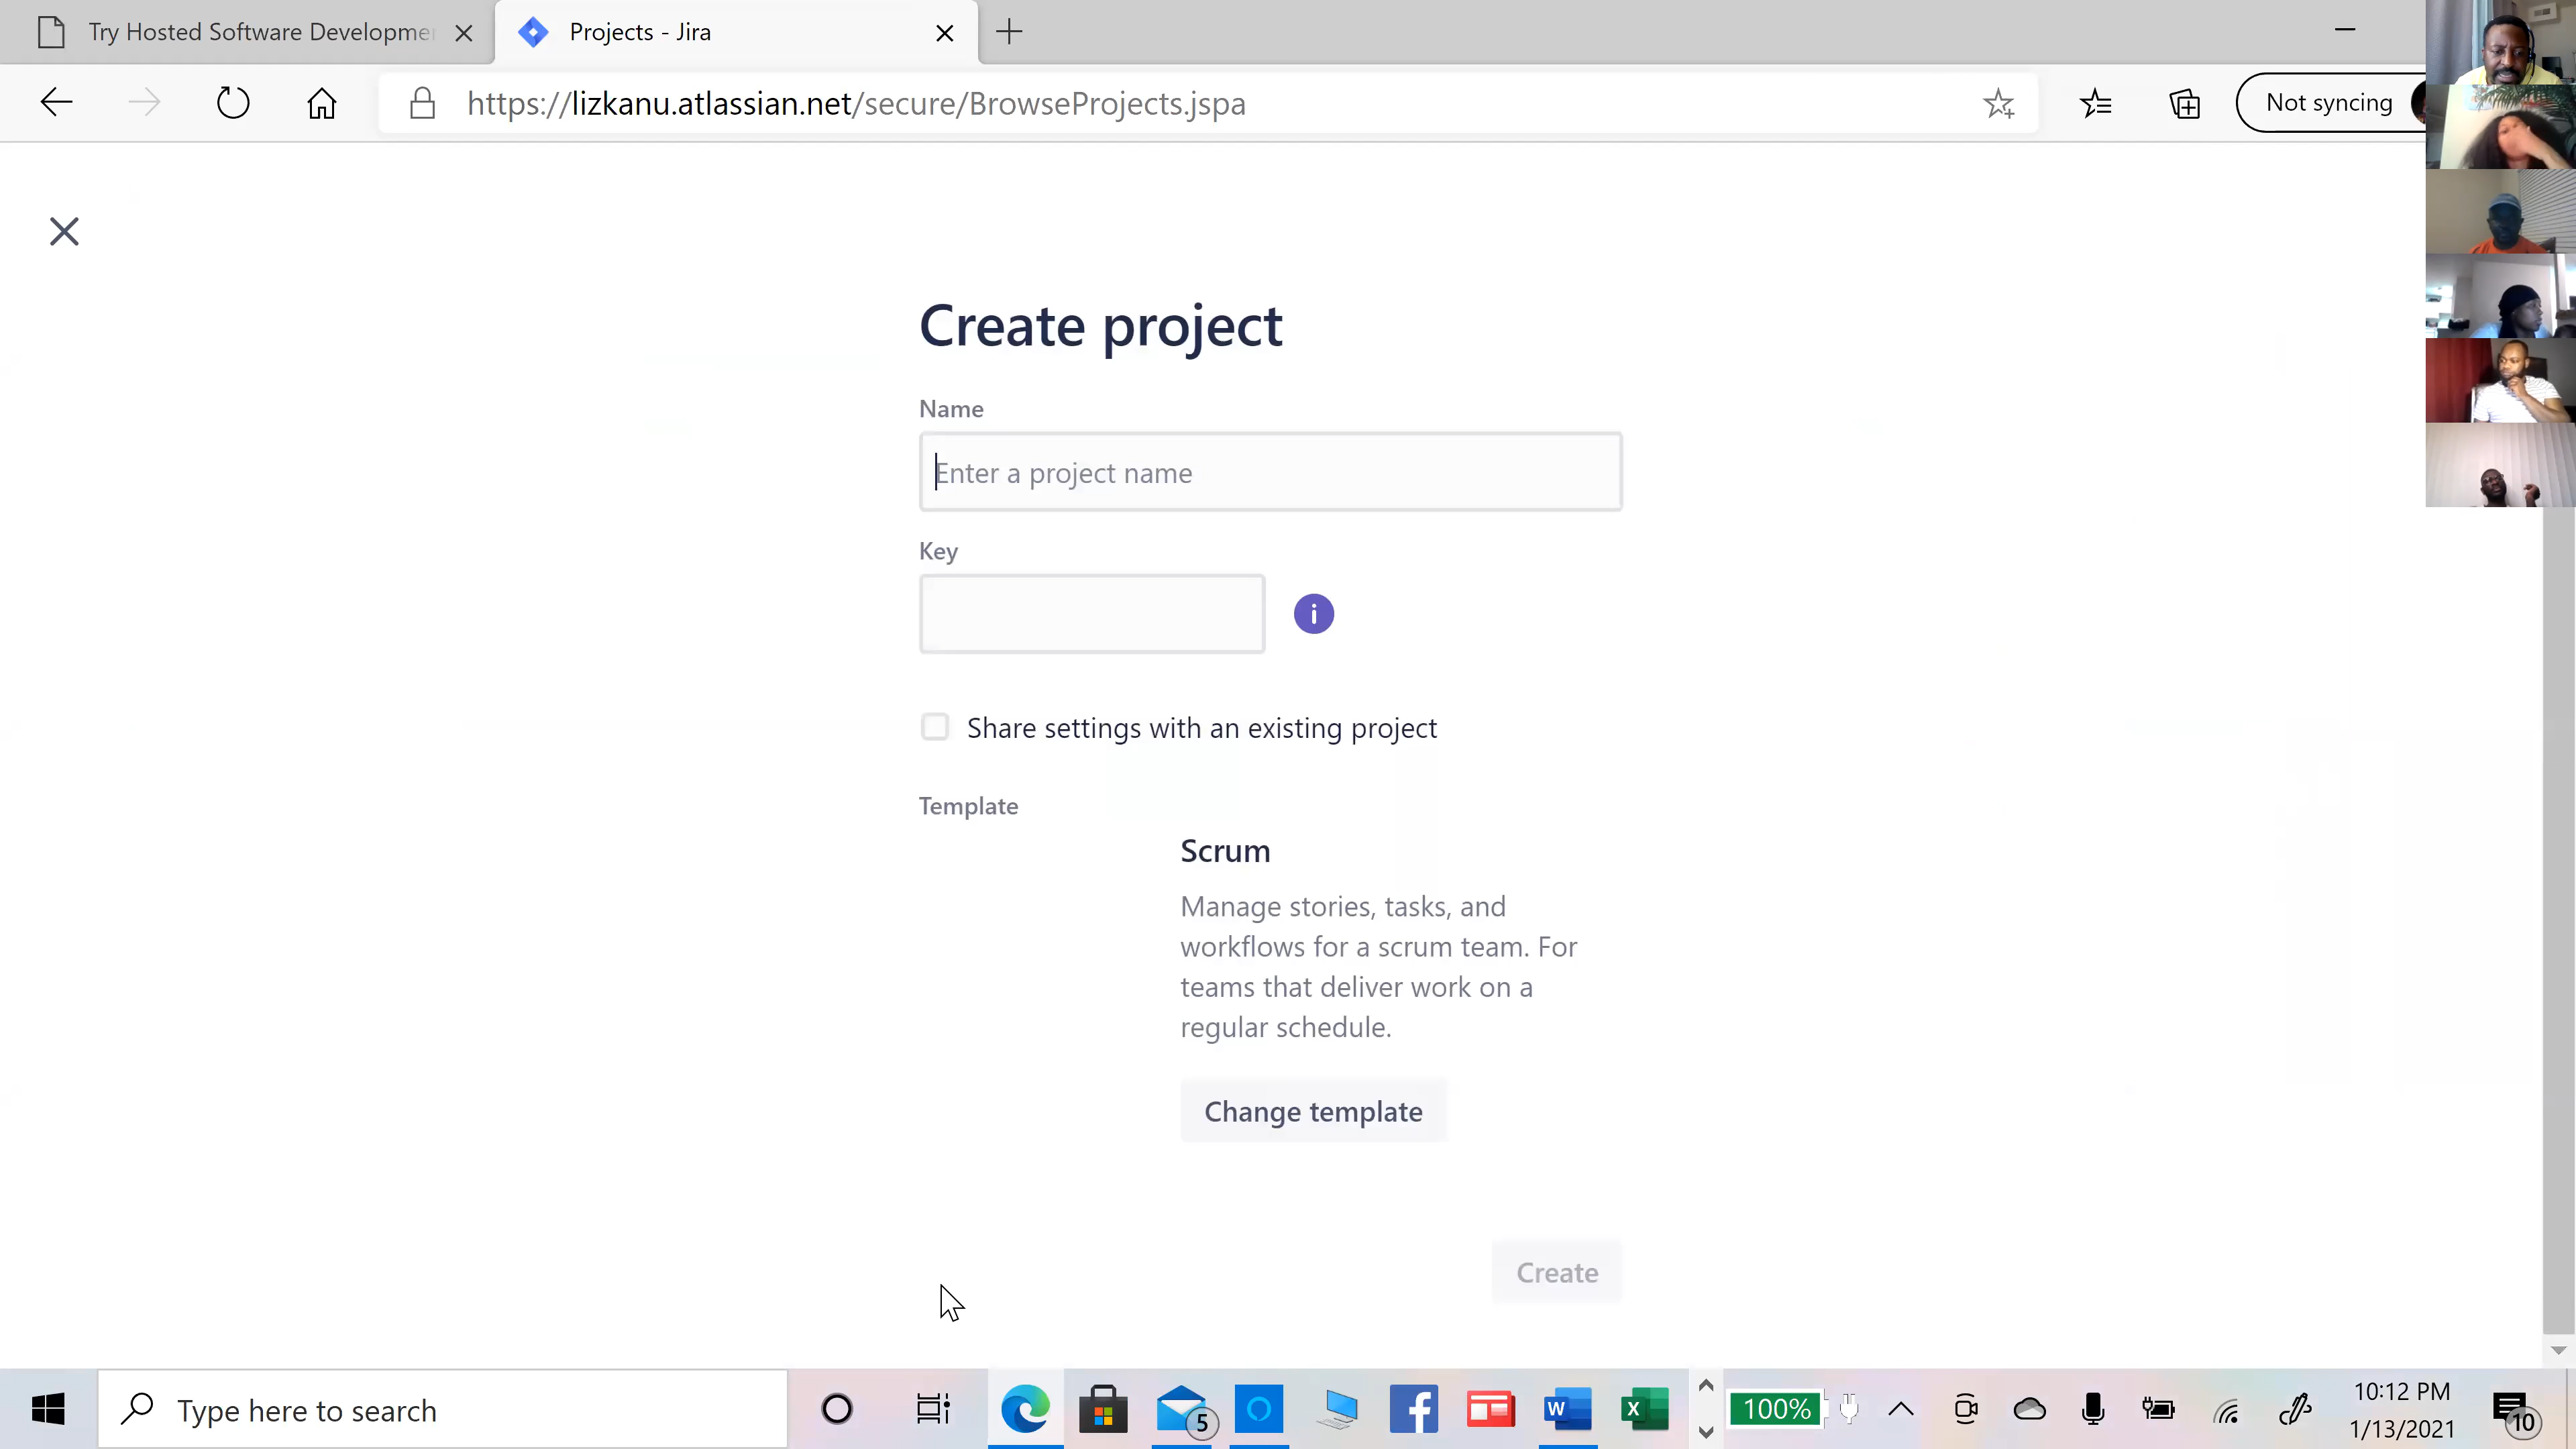 Try Hosted Software Developme
Projects - Jira
https://lizkanu.atlassian.net/secure/BrowseProjects.jspa
Not syncing
Create project
Name
Enter a project name
Key
i
Share settings with an existing project
Template
Scrum
Manage stories, tasks, and
workflows for a scrum team. For
teams that deliver work on a
regular schedule.
Change template
Create
Type here to search
5
W
X
100%
10:12 PM
1/13/2021
10